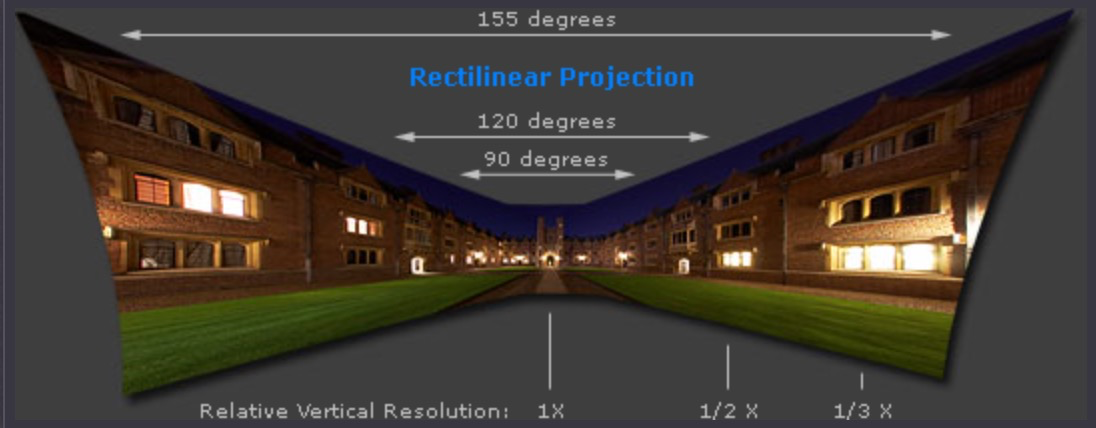 155 degrees
Rectilinear Projection
120 degrees
90 degrees
Relative Vertical Resolution: 1X 1/2 X 1/3 X